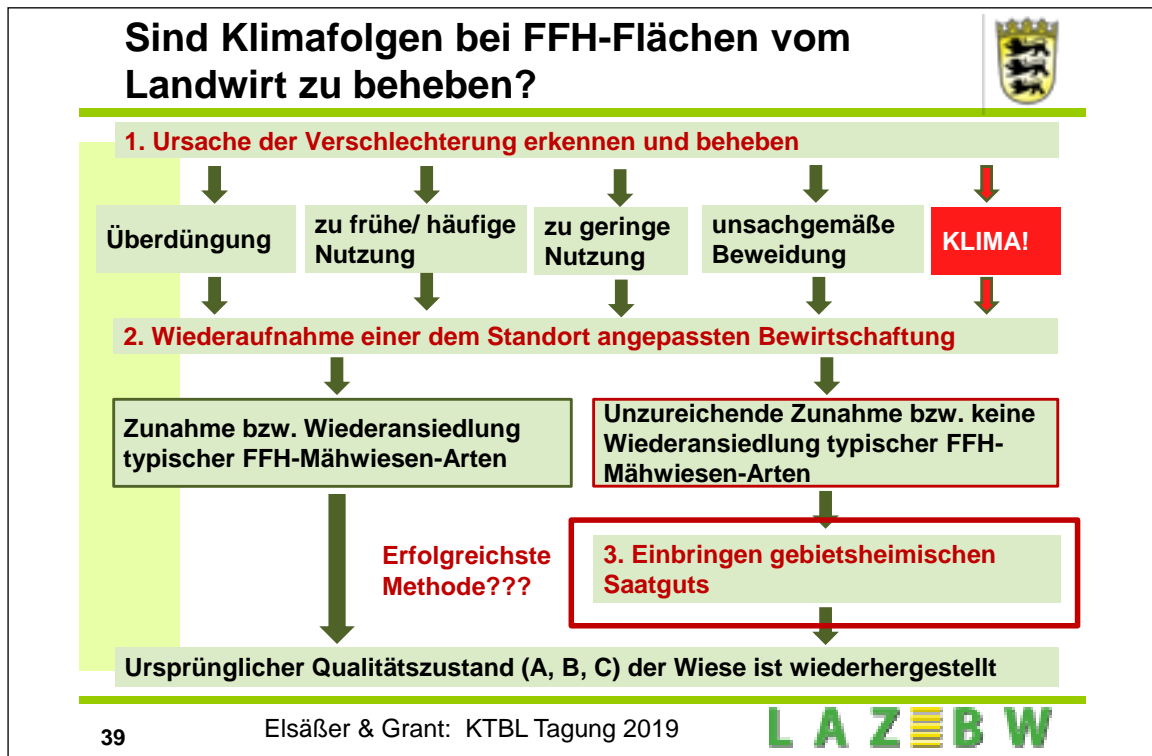 Sind Klimafolgen bei FFH-Flächen vom
Landwirt zu beheben?
1. Ursache der Verschlechterung erkennen und beheben
Überdüngung
zu frühe/ häufige
Nutzung
zu geringe
Nutzung
unsachgemäße
Beweidung
KLIMA!
2. Wiederaufnahme einer dem Standort angepassten Bewirtschaftung
Zunahme bzw. Wiederansiedlung
typischer FFH-Mähwiesen-Arten
Unzureichende Zunahme bzw. keine
Wiederansiedlung typischer FFH-
Mähwiesen-Arten
Erfolgreichste
Methode???
3. Einbringen gebietsheimischen
Saatguts
Ursprünglicher Qualitätszustand (A, B, C) der Wiese ist wiederhergestellt
39
Elsäßer & Grant: KTBL Tagung 2019
LAZ BW